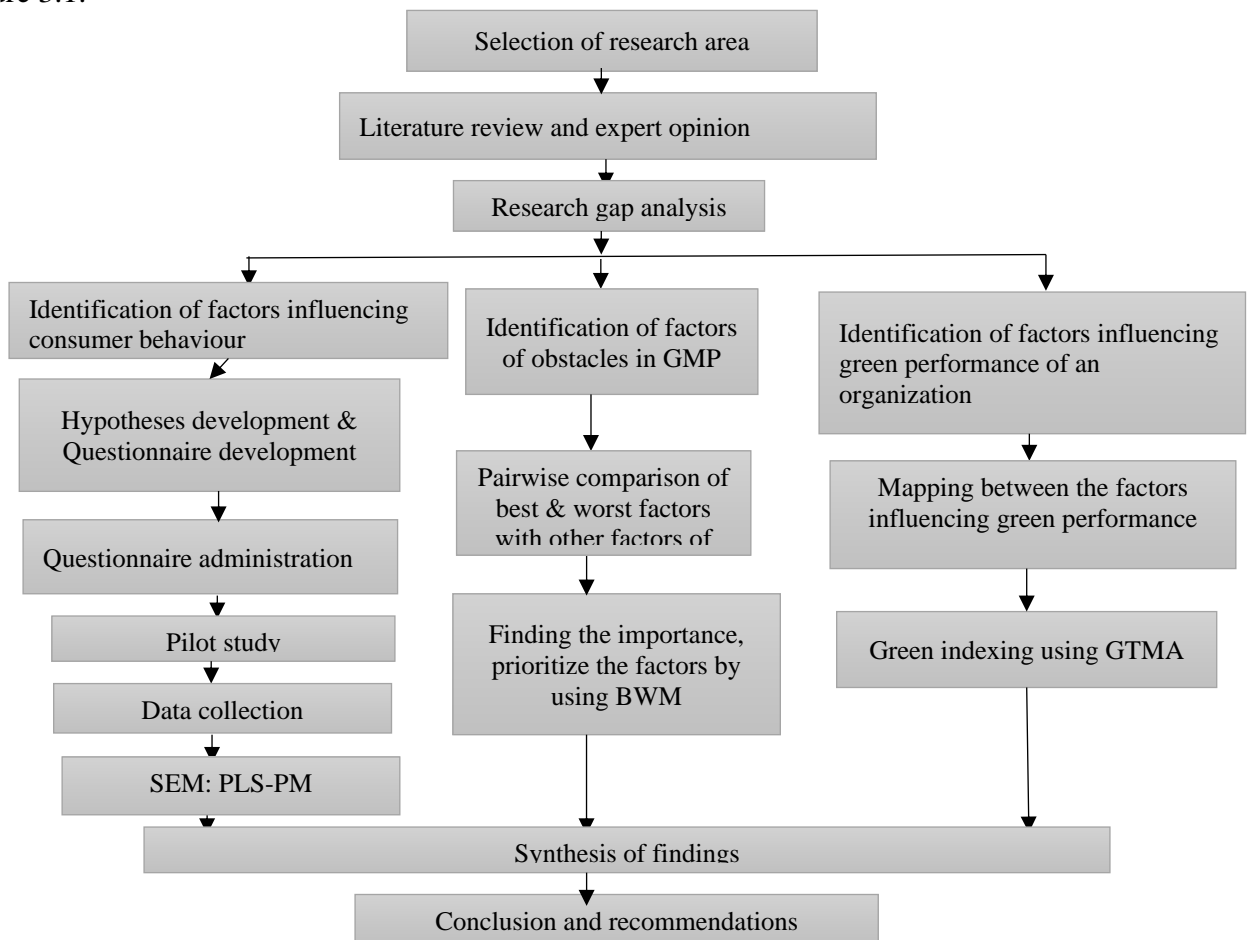 Selection of research area
Literature review and expert opinion
Research gap analysis
Identification of factors influencing
consumer behaviour
Hypotheses development &
Questionnaire development
Questionnaire administration
Pilot study
Data collection
SEM: PLS-PM
Identification of factors
of obstacles in GMP
Pairwise comparison of
best & worst factors
with other factors of
Finding the importance,
prioritize the factors by
using BWM
Identification of factors influencing
green performance of an
organization
Mapping between the factors
influencing green performance
Green indexing using GTMA
Synthesis of findings
Conclusion and recommendations